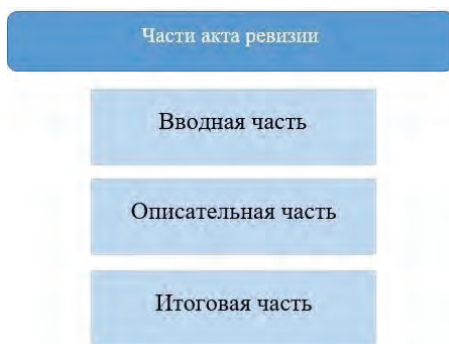 Части акта ревизии
Вводная часть
Описательная часть
Итоговая часть